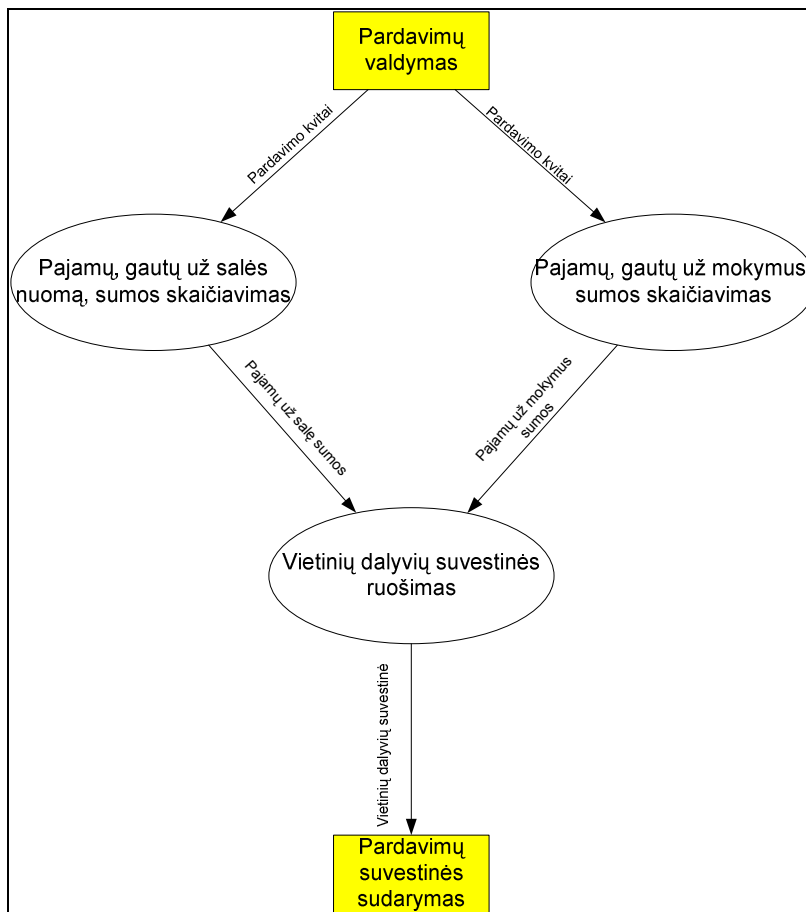 Pardavimų
valdymas
Pardavimo kvitai
Pardavimo kvitai
Pajamų, gautų už salės
nuomą, sumos skaičiavimas
Pajamų, gautų už mokymus
sumos skaičiavimas
Pajamų už salę sumos
Pajamų už mokymus
sumos
Vietinių dalyvių suvestinės
ruošimas
Vietinių dalyvių suvestinė
Pardavimų
suvestinės
sudarymas